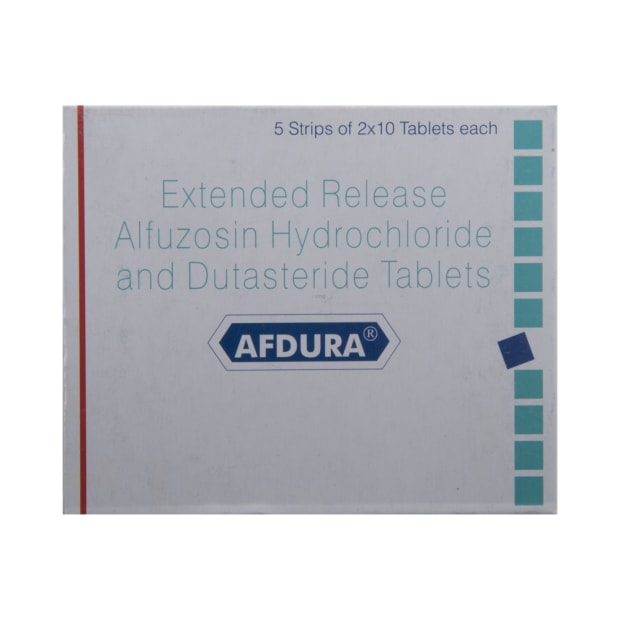 5 Strips of 2x10 Tablets each
Extended Release
Alfuzosin Hydrochloride
and Dutasteride Tablets
AFDURA®